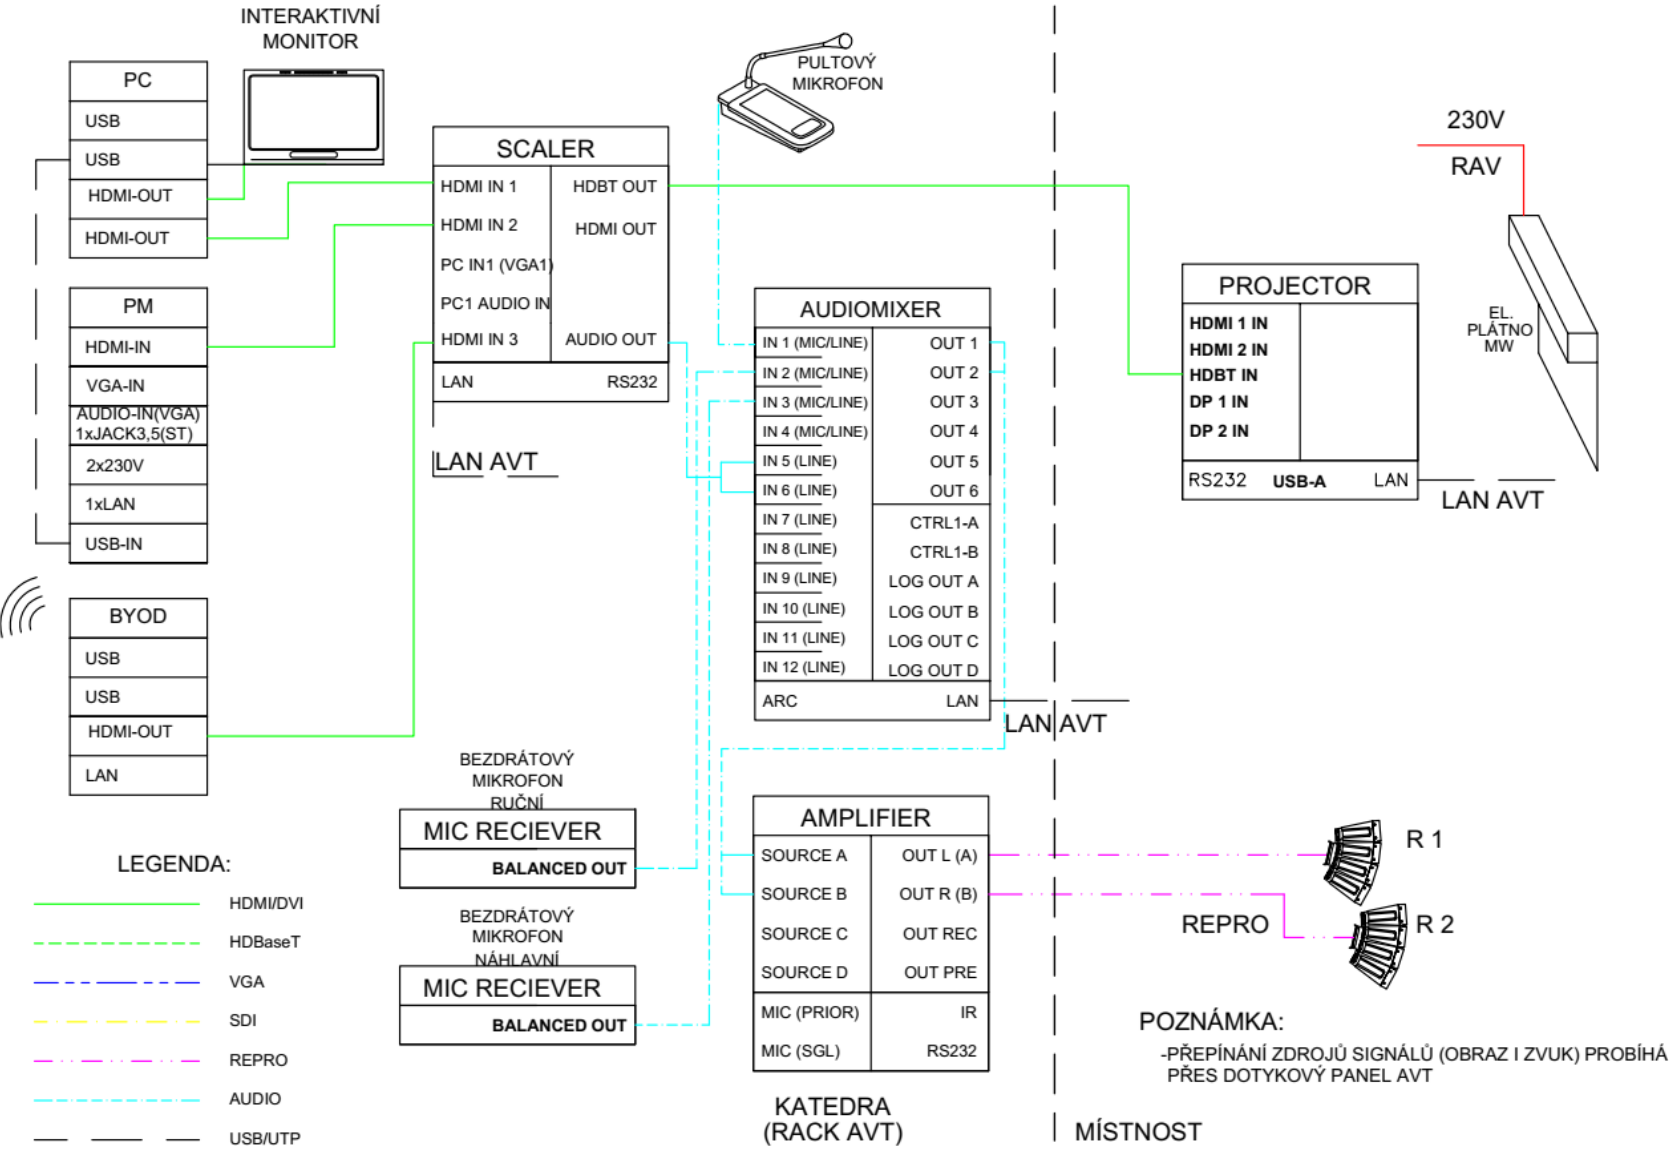 INTERAKTIVNÍ
MONITOR
PC
USB
USB
HDMI-OUT
HDMI-OUT
PM
HDMI-IN
VGA-IN
AUDIO-IN(VGA)
1xJACK3,5(ST)
2x230V
1xLAN
USB-IN
BYOD
USB
USB
HDMI-OUT
LAN
SCALER
HDMI IN 1
HDMI IN 2
PC IN1 (VGA1)
PC1 AUDIO IN
HDMI IN 3
HDBT OUT
HDMI OUT
AUDIO OUT
LAN
RS232
LAN AVT
PULTOVÝ
MIKROFON
AUDIOMIXER
IN 1 (MIC/LINE)
IN 2 (MIC/LINE)
IN 3 (MIC/LINE)
IN 4 (MIC/LINE)
IN 5 (LINE)
IN 6 (LINE)
IN 7 (LINE)
IN 8 (LINE)
IN 9 (LINE)
IN 10 (LINE)
IN 11 (LINE)
IN 12 (LINE)
OUT 1
OUT 2
OUT 3
OUT 4
OUT 5
OUT 6
CTRL1-A
CTRL1-B
LOG OUT A
LOG OUT B
LOG OUT C
LOG OUT D
ARC
LAN
LAN AVT
BEZDRÁTOVÝ
MIKROFON
RUČNÍ
MIC RECIEVER
BALANCED OUT
BEZDRÁTOVÝ
MIKROFON
NÁHLAVNÍ
MIC RECIEVER
BALANCED OUT
AMPLIFIER
SOURCE A
SOURCE B
SOURCE C
SOURCE D
OUT L (A)
OUT R (B)
OUT REC
OUT PRE
MIC (PRIOR)
MIC (SGL)
IR
RS232
KATEDRA
(RACK AVT)
MÍSTNOST
230V
RAV
EL.
PLÁTNO
MW
PROJECTOR
HDMI 1 IN
HDMI 2 IN
HDBT IN
DP 1 IN
DP 2 IN
RS232
USB-A
LAN
LAN AVT
R 1
REPRO
R 2
POZNÁMKA:
-PŘEPÍNÁNÍ ZDROJŮ SIGNÁLŮ (OBRAZ I ZVUK) PROBÍHÁ
PŘES DOTYKOVÝ PANEL AVT
LEGENDA:
HDMI/DVI
HDBaseT
VGA
SDI
REPRO
AUDIO
USB/UTP